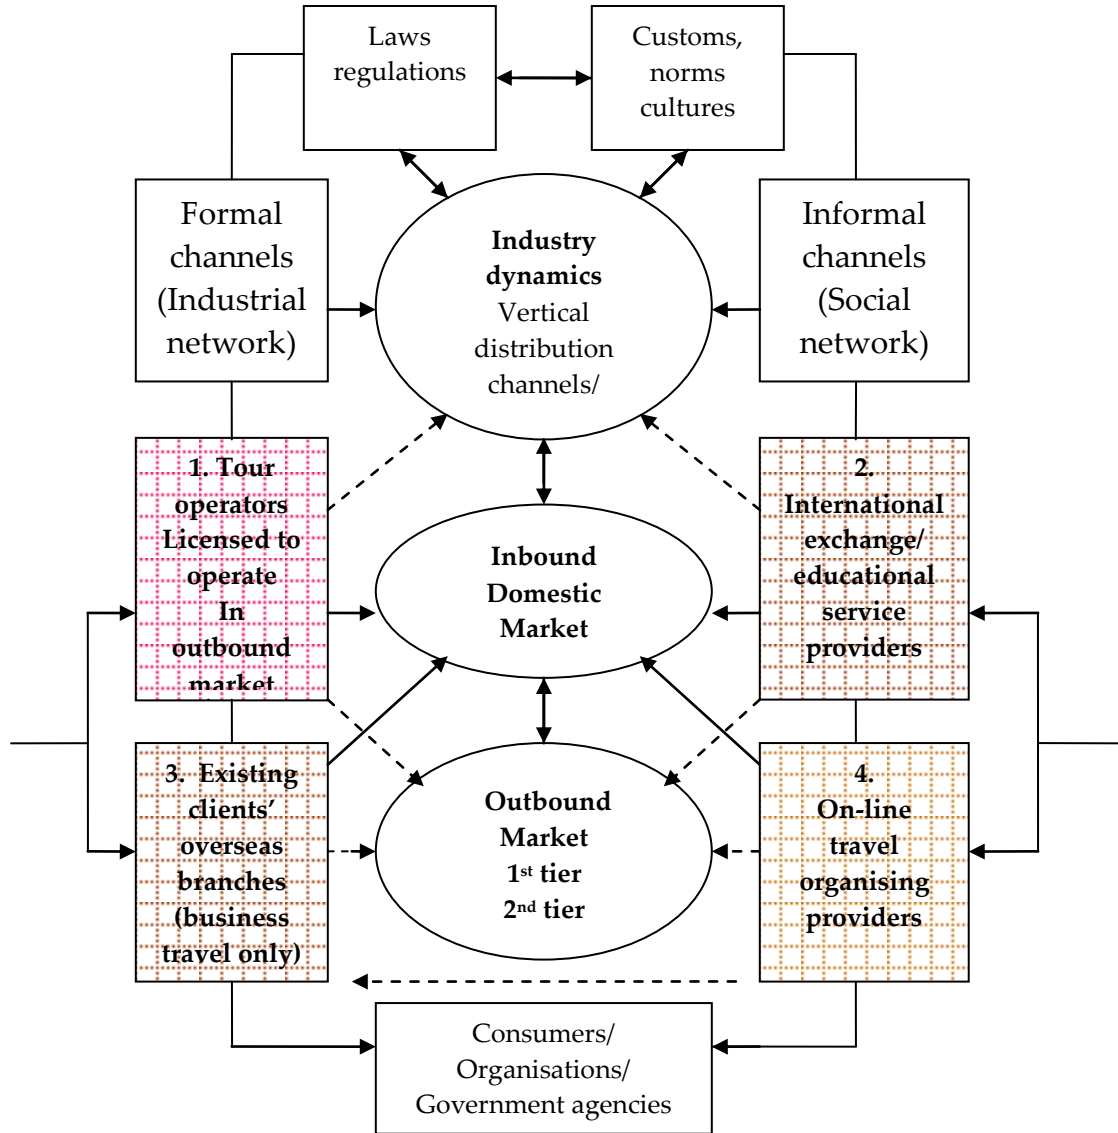 Laws
regulations
Customs,
norms
cultures
Formal
channels
(Industrial
network)
Industry
dynamics
Vertical
distribution
channels/
Informal
channels
(Social
network)
1. Tour
operators
Licensed to
operate
In
outbound
market
Inbound
Domestic
Market
2.
International
exchange/
educational
service
providers
3. Existing
clients’
overseas
branches
(business
travel only)
Outbound
Market
1st tier
2nd tier
4.
On-line
travel
organising
providers
Consumers/
Organisations/
Government agencies